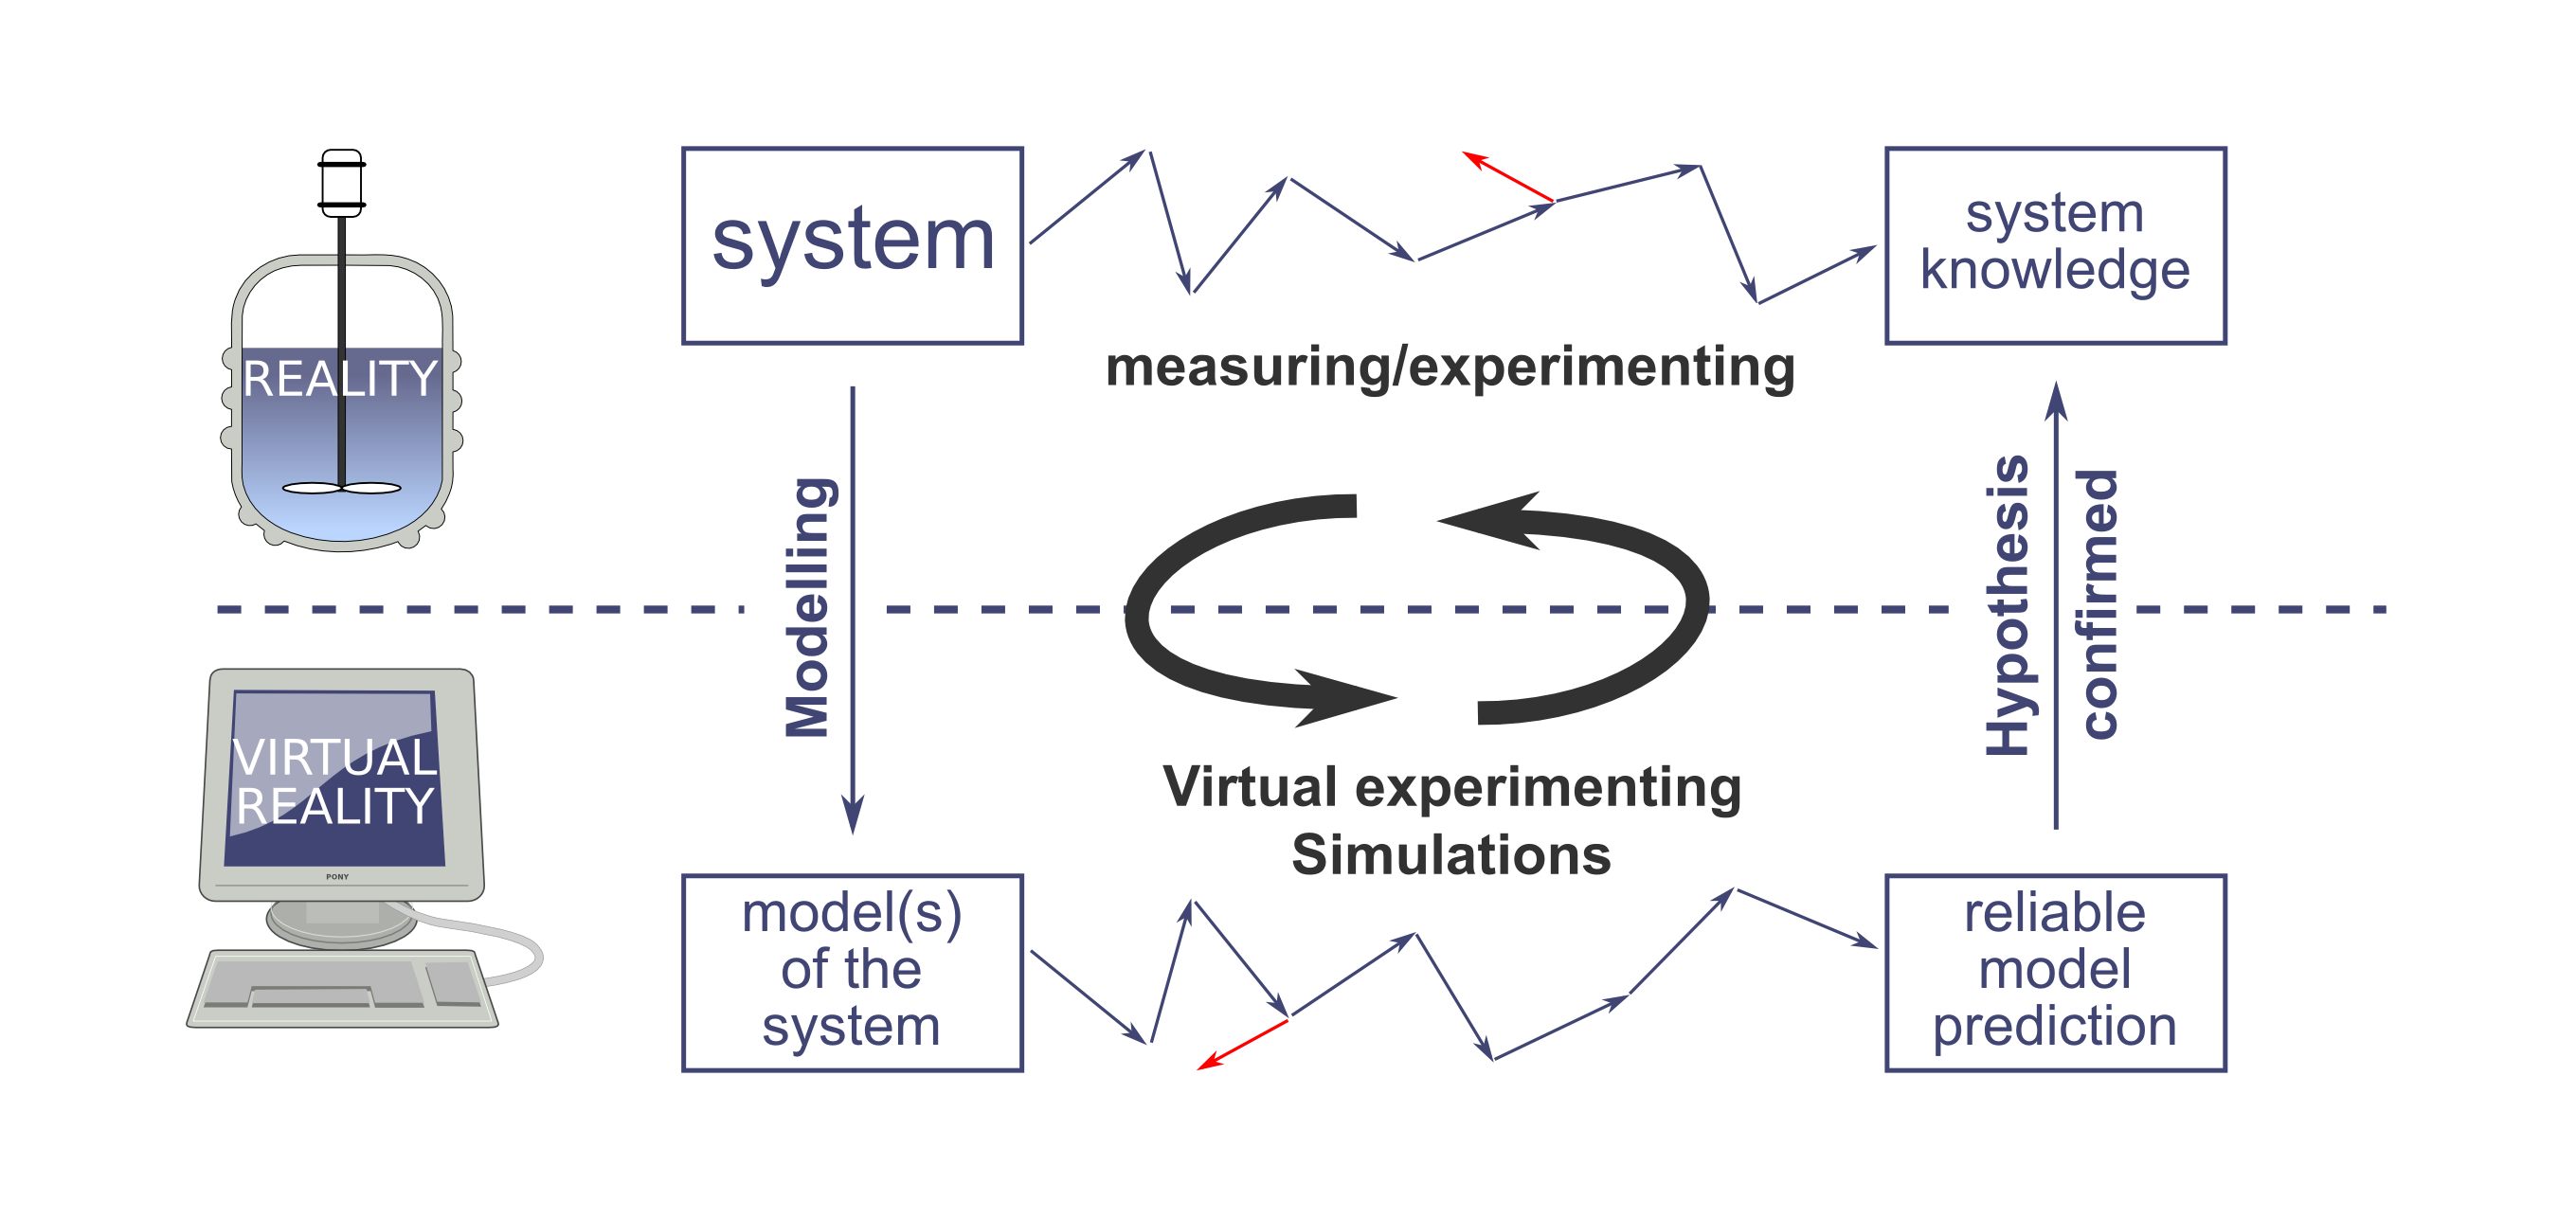 REALITY
system
system
knowledge
measuring/experimenting
Modelling
Hypothesis
confirmed
VIRTUAL
REALITY
PONY
Virtual experimenting
Simulations
model(s)
of the
system
reliable
model
prediction